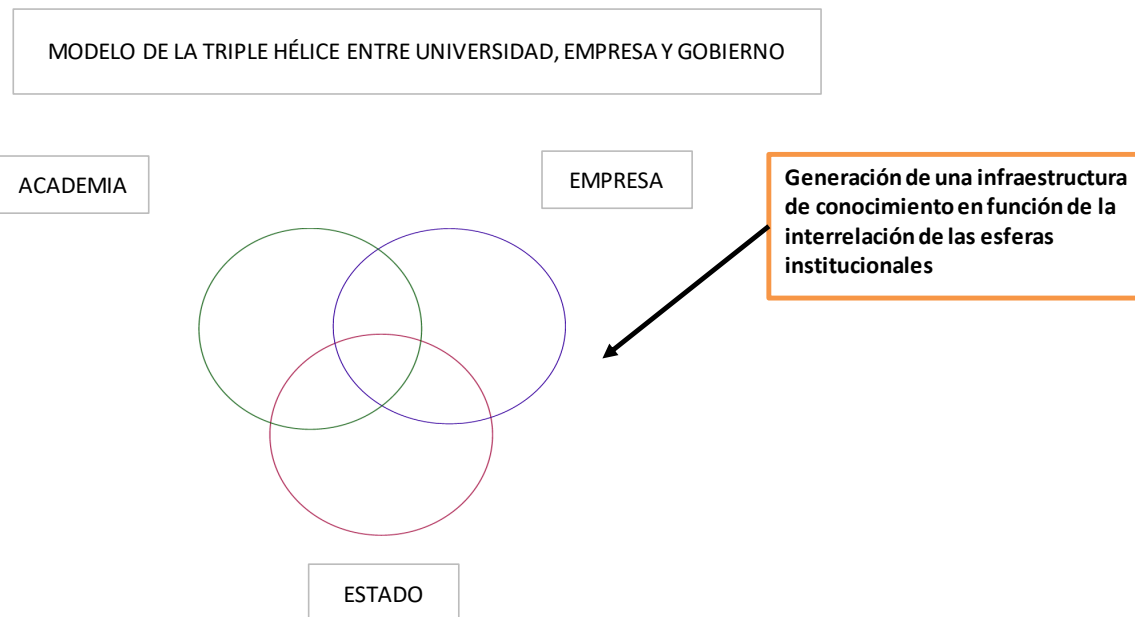 MODELO DE LA TRIPLE HÉLICE ENTRE UNIVERSIDAD, EMPRESA Y GOBIERNO
ACADEMIA
EMPRESA
Generación de una infraestructura
de conocimiento en función de la
interrelación de las esferas
institucionales
ESTADO